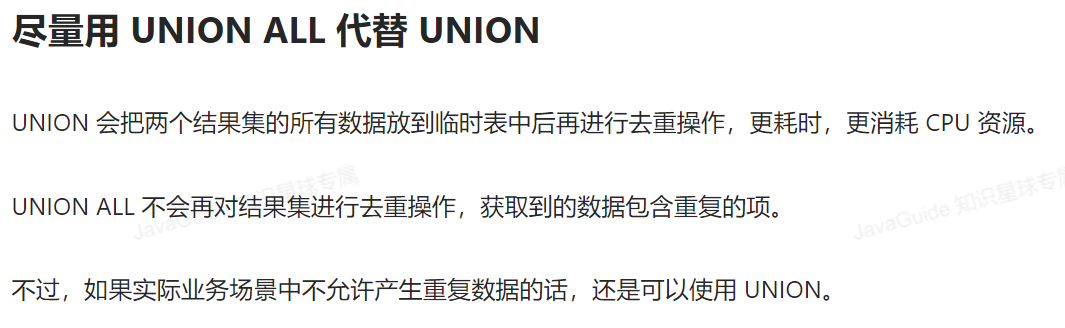 尽量用 UNION ALL 代替 UNION
UNION 会把两个结果集的所有数据放到临时表中后再进行去重操作，更耗时，更消耗 CPU 资源。
UNION ALL 不会再对结果集进行去重操作，获取到的数据包含重复的项。
JavaGuide 知识星球专属
JavaGuide 知识星球专属
不过，如果实际业务场景中不允许产生重复数据的话，还是可以使用 UNION。